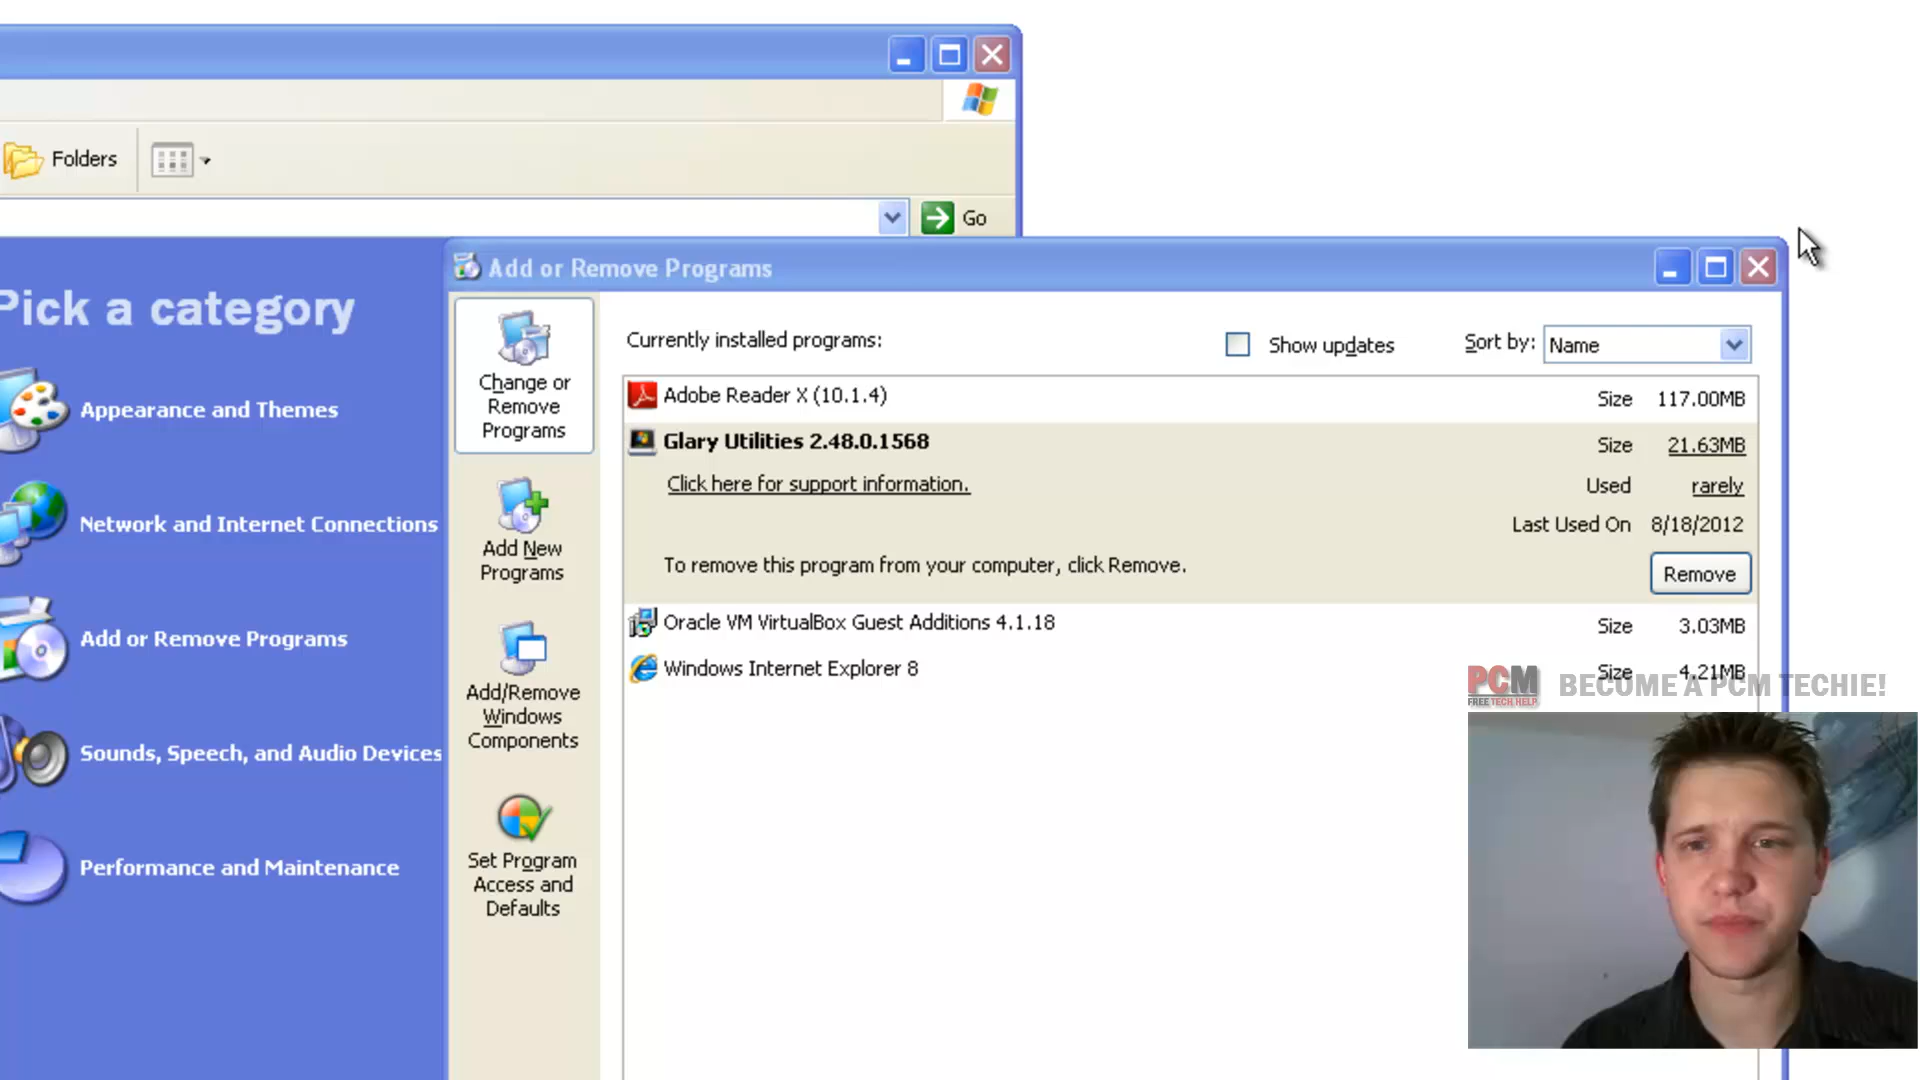 Folders
Go
Pick a category
Appearance and Themes
Network and Internet Connections
Add or Remove Programs
Sounds, Speech, and Audio Devices
Performance and Maintenance
Add or Remove Programs
Change or
Remove
Programs
Add New
Programs
Add/Remove
Windows
Components
Set Program
Access and
Defaults
Currently installed programs:
Show updates
Sort by: Name
Adobe Reader X (10.1.4) Size 117.00MB
Glary Utilities 2.48.0.1568 Size 21.63MB
Click here for support information. Used rarely
Last Used On 8/18/2012
To remove this program from your computer, click Remove. Remove
Oracle VM VirtualBox Guest Additions 4.1.18 Size 3.03MB
Windows Internet Explorer 8 Size 4.21MB
PCM
FREE TECH HELP
BECOME A PCM TECHIE!